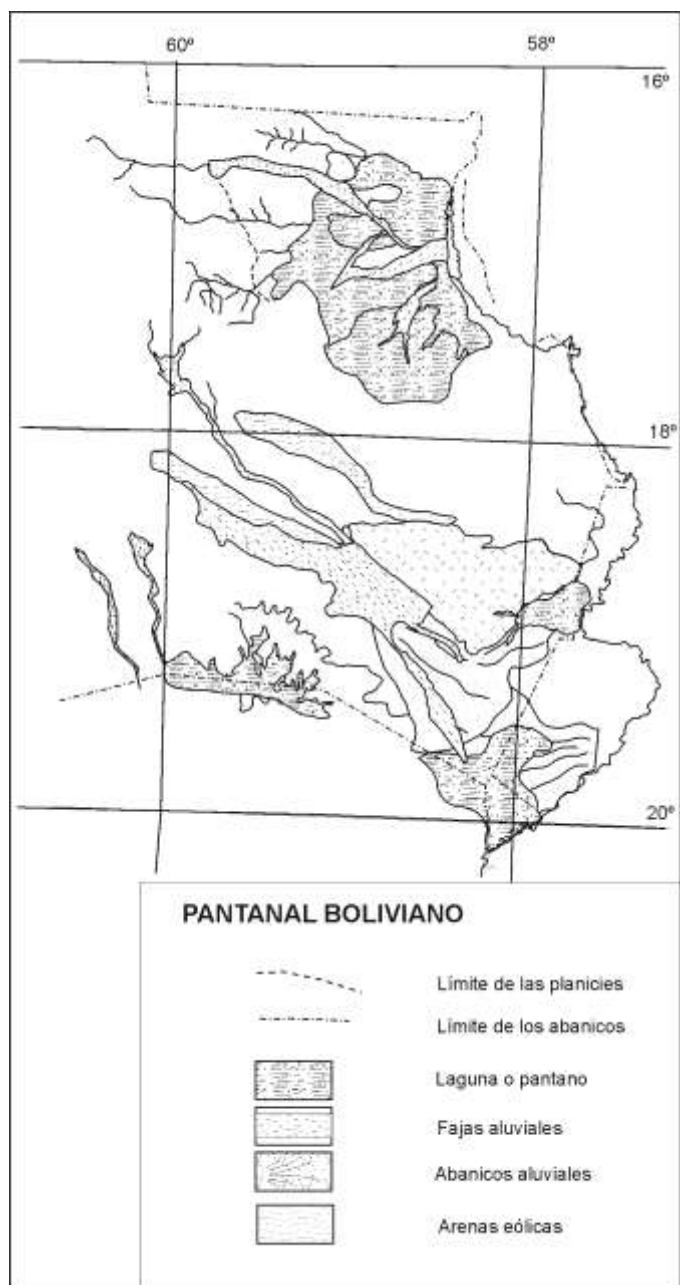 60º
58º
16º
18º
20º
PANTANAL BOLIVIANO
Límite de las planicies
Límite de los abanicos
Laguna o pantano
Fajas aluviales
Abanicos aluviales
Arenas eólicas